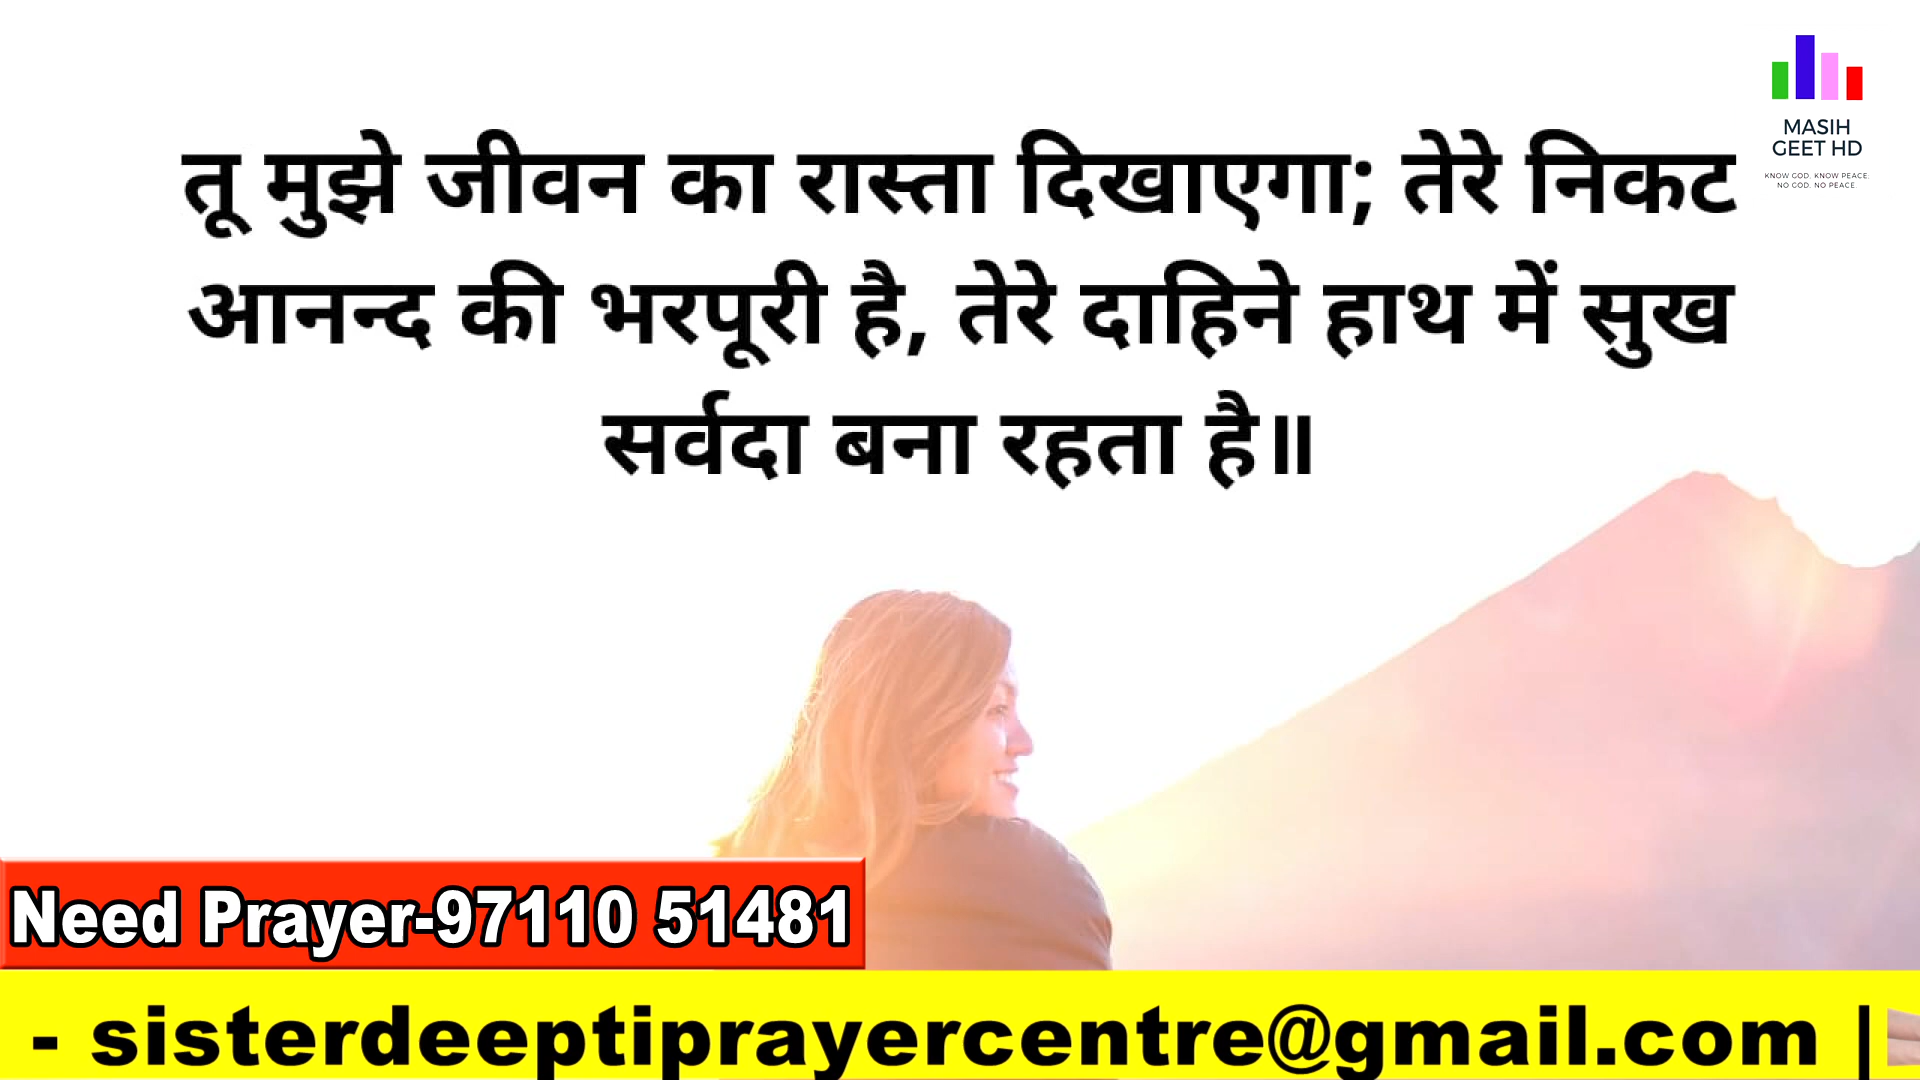 MASIH
GEET HD
KNOW GOD. KNOW PEACE.
NO GOD. NO PEACE.
तू मुझे जीवन का रास्ता दिखाएगा; तेरे निकट
आनन्द की भरपूरी है, तेरे दाहिने हाथ में सुख
सर्वदा बना रहता है॥
Need Prayer-97110 51481
- sisterdeeptiprayercentre@gmail.com |